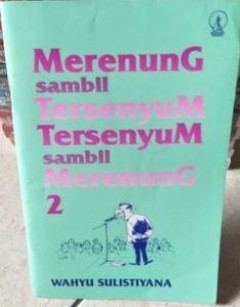 MerenunG
sambil
TersenyuM
TersenyuM
sambil
MerenunG
2
WAHYU SULISTIYANA